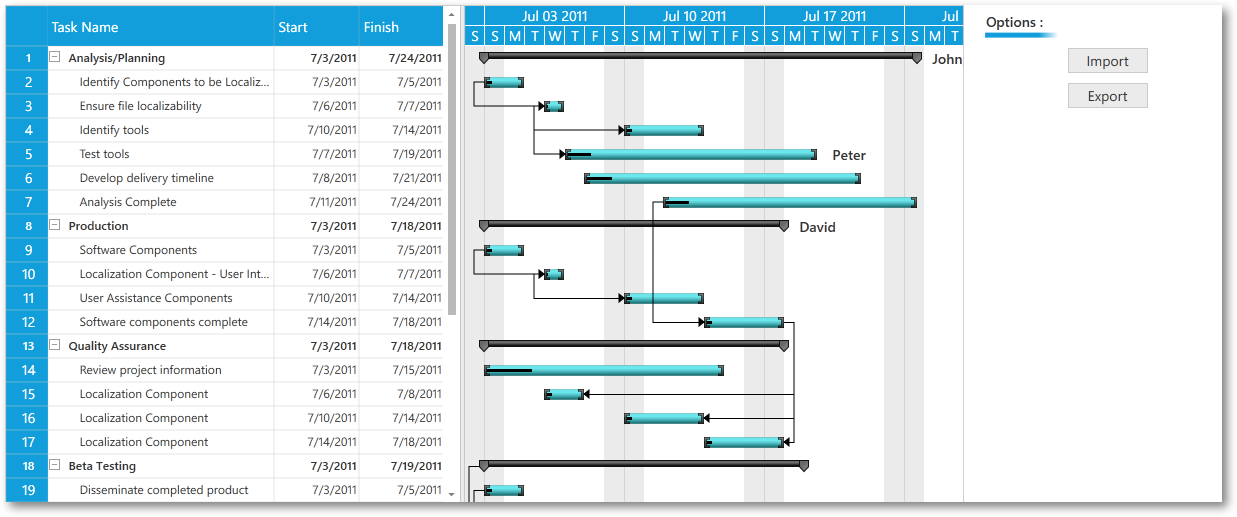 Task Name Start Finish
Jul 03 2011 Jul 10 2011 Jul 17 2011 Jul
S S M T W T F S S M T W T F S S M T W T F S S M T
Options :
Import
Export
1 Analysis/Planning 7/3/2011 7/24/2011 John
2 Identify Components to be Localiz... 7/3/2011 7/5/2011
3 Ensure file localizability 7/6/2011 7/7/2011
4 Identify tools 7/10/2011 7/14/2011
5 Test tools 7/7/2011 7/19/2011 Peter
6 Develop delivery timeline 7/8/2011 7/21/2011
7 Analysis Complete 7/11/2011 7/24/2011
8 Production 7/3/2011 7/18/2011 David
9 Software Components 7/3/2011 7/5/2011
10 Localization Component - User Int... 7/6/2011 7/7/2011
11 User Assistance Components 7/10/2011 7/14/2011
12 Software components complete 7/14/2011 7/18/2011
13 Quality Assurance 7/3/2011 7/18/2011
14 Review project information 7/3/2011 7/15/2011
15 Localization Component 7/6/2011 7/8/2011
16 Localization Component 7/10/2011 7/14/2011
17 Localization Component 7/14/2011 7/18/2011
18 Beta Testing 7/3/2011 7/19/2011
19 Disseminate completed product 7/3/2011 7/5/2011